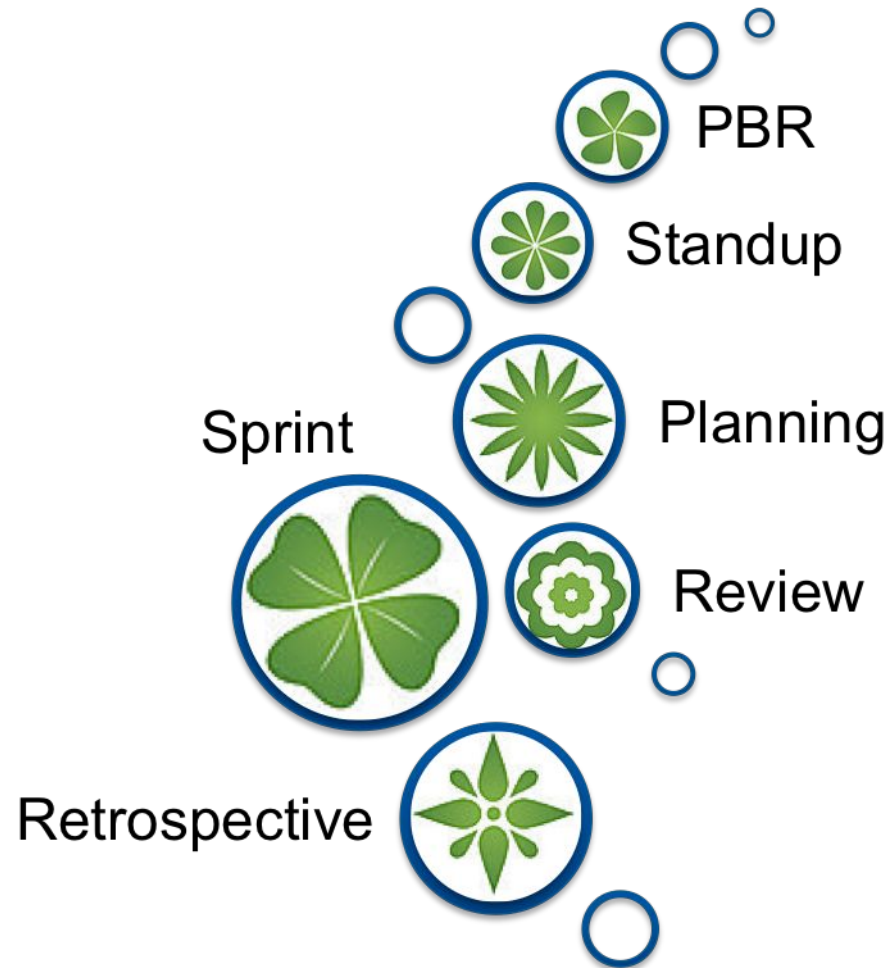 PBR
Standup
Sprint
Planning
Review
Retrospective